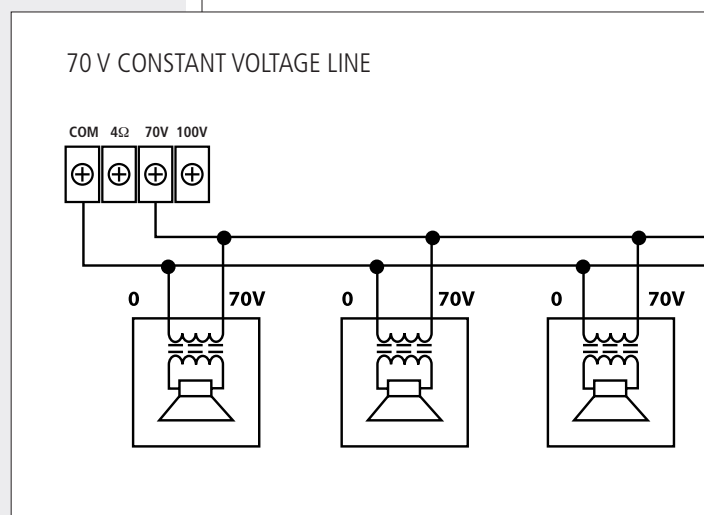 70 V CONSTANT VOLTAGE LINE
COM 4Ω 70V 100V
0 70V 0 70V 0 70V